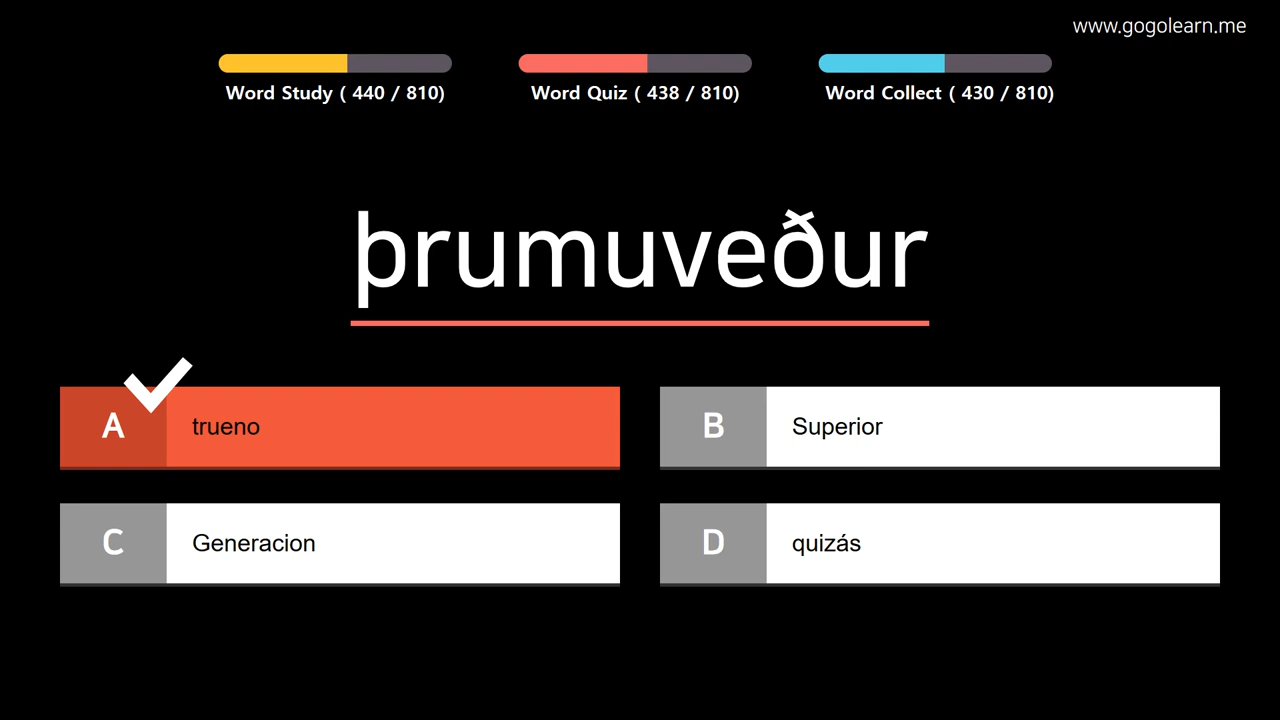 www.gogolearn.me
Word Study ( 440 / 810)
Word Quiz ( 438 / 810)
Word Collect ( 430 / 810)
þrumuveður
A trueno
B Superior
C Generacion
D quizás